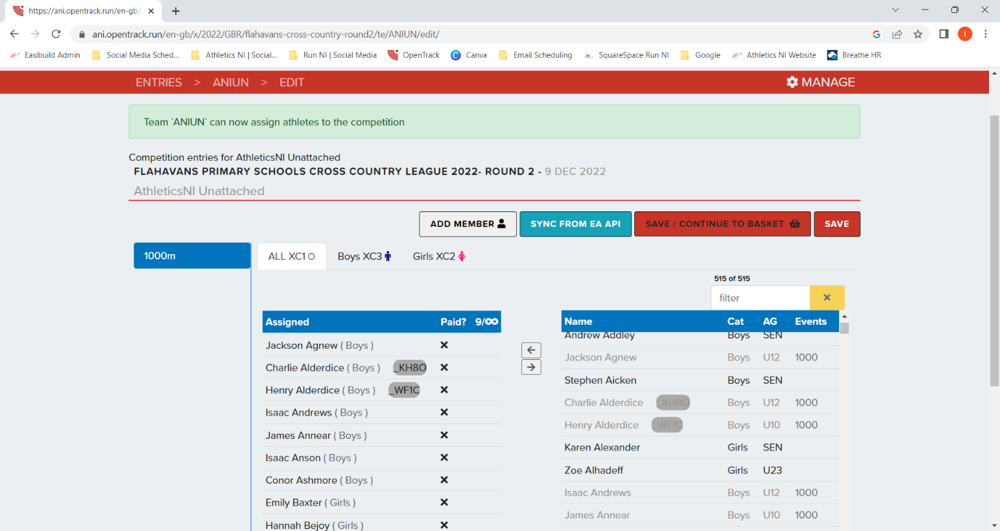 https://ani.opentrack.run/en-gb/
ani.opentrack.run/en-gb/x/2022/GBR/flahavans-cross-country-round2/te/ANIUN/edit/
I
Easibuild Admin
Social Media Sched...
Athletics NI | Social...
Run NI | Social Media
OpenTrack
Canva
Email Scheduling
SquareSpace Run NI
Google
Athletics NI Website
Breathe HR
ENTRIES > ANIUN > EDIT
MANAGE
Team `ANIUN` can now assign athletes to the competition
Competition entries for AthleticsNI Unattached
FLAHAVANS PRIMARY SCHOOLS CROSS COUNTRY LEAGUE 2022- ROUND 2 - 9 DEC 2022
AthleticsNI Unattached
ADD MEMBER
SYNC FROM EA API
SAVE / CONTINUE TO BASKET
SAVE
1000m
ALL XC1
Boys XC3
Girls XC2
515 of 515
filter
Assigned Paid? 9/∞
Jackson Agnew ( Boys )
Charlie Alderdice ( Boys ) _KH8O
Henry Alderdice ( Boys ) _WF1C
Isaac Andrews ( Boys )
James Annear ( Boys )
Isaac Anson ( Boys )
Conor Ashmore ( Boys )
Emily Baxter ( Girls )
Hannah Bejoy ( Girls )
Name Cat AG Events
Andrew Addley Boys SEN
Jackson Agnew Boys U12 1000
Stephen Aicken Boys SEN
Charlie Alderdice _KH8O Boys U12 1000
Henry Alderdice _WF1C Boys U10 1000
Karen Alexander Girls SEN
Zoe Alhadeff Girls U23
Isaac Andrews Boys U12 1000
James Annear Boys U10 1000